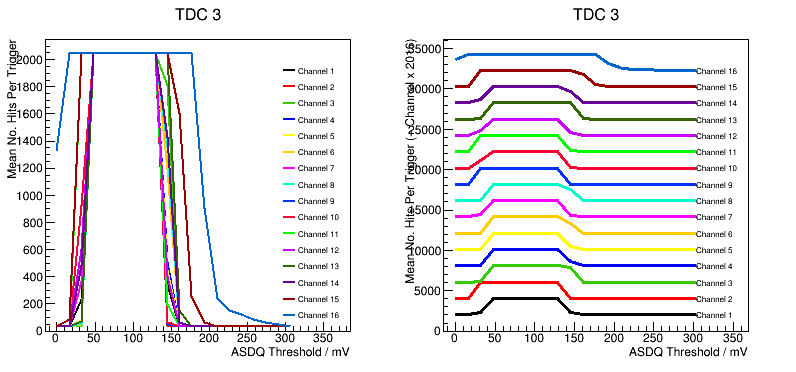 TDC 3
Mean No. Hits Per Trigger
2000
1800
1600
1400
1200
1000
800
600
400
200
0
Channel 1
Channel 2
Channel 3
Channel 4
Channel 5
Channel 6
Channel 7
Channel 8
Channel 9
Channel 10
Channel 11
Channel 12
Channel 13
Channel 14
Channel 15
Channel 16
0 50 100 150 200 250 300 350
ASDQ Threshold / mV
TDC 3
Mean No. Hits Per Trigger
35000
30000
25000
20000
15000
10000
5000
0
Channel 16
Channel 15
Channel 14
Channel 13
Channel 12
Channel 11
Channel 10
Channel 9
Channel 8
Channel 7
Channel 6
Channel 5
Channel 4
Channel 3
Channel 2
Channel 1
0 50 100 150 200 250 300 350
ASDQ Threshold / mV